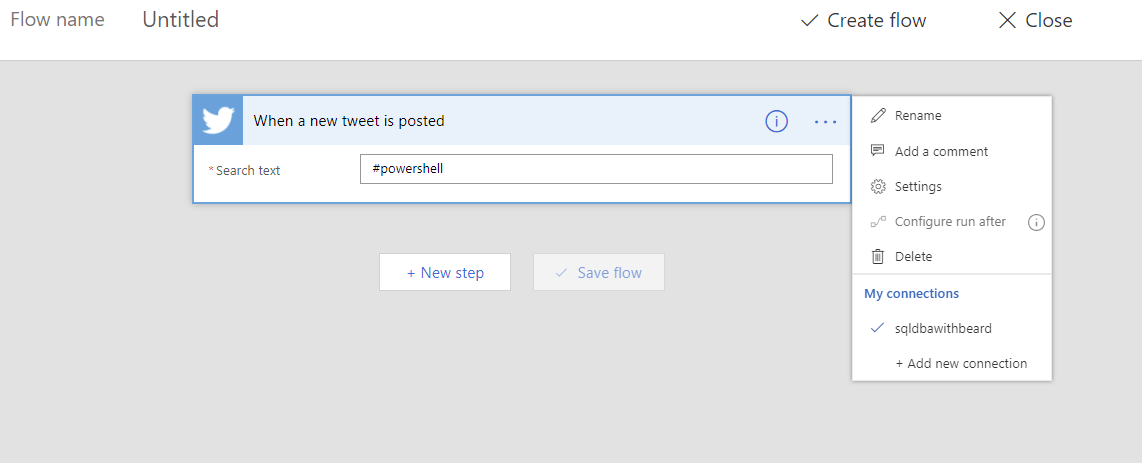 Flow name Untitled Create flow Close
When a new tweet is posted
* Search text #powershell
Rename
Add a comment
Settings
Configure run after
Delete
+ New step Save flow
My connections
sqldbawithbeard
+ Add new connection